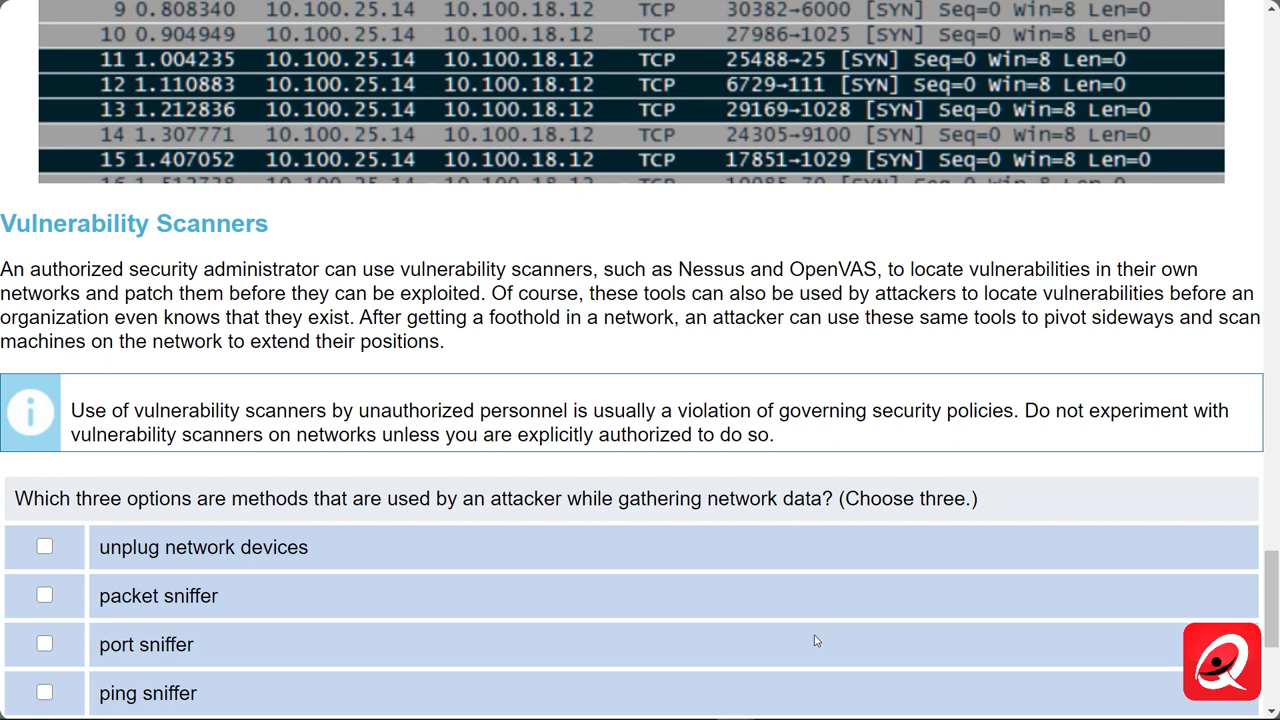 9 0.808340 10.100.25.14 10.100.18.12 TCP 30382→6000 [SYN] Seq=0 Win=8 Len=0
10 0.904949 10.100.25.14 10.100.18.12 TCP 27986→1025 [SYN] Seq=0 Win=8 Len=0
11 1.004235 10.100.25.14 10.100.18.12 TCP 25488→25 [SYN] Seq=0 Win=8 Len=0
12 1.110883 10.100.25.14 10.100.18.12 TCP 6729→111 [SYN] Seq=0 Win=8 Len=0
13 1.212836 10.100.25.14 10.100.18.12 TCP 29169→1028 [SYN] Seq=0 Win=8 Len=0
14 1.307771 10.100.25.14 10.100.18.12 TCP 24305→9100 [SYN] Seq=0 Win=8 Len=0
15 1.407052 10.100.25.14 10.100.18.12 TCP 17851→1029 [SYN] Seq=0 Win=8 Len=0
Vulnerability Scanners
An authorized security administrator can use vulnerability scanners, such as Nessus and OpenVAS, to locate vulnerabilities in their own
networks and patch them before they can be exploited. Of course, these tools can also be used by attackers to locate vulnerabilities before an
organization even knows that they exist. After getting a foothold in a network, an attacker can use these same tools to pivot sideways and scan
machines on the network to extend their positions.
Use of vulnerability scanners by unauthorized personnel is usually a violation of governing security policies. Do not experiment with
vulnerability scanners on networks unless you are explicitly authorized to do so.
Which three options are methods that are used by an attacker while gathering network data? (Choose three.)
unplug network devices
packet sniffer
port sniffer
ping sniffer